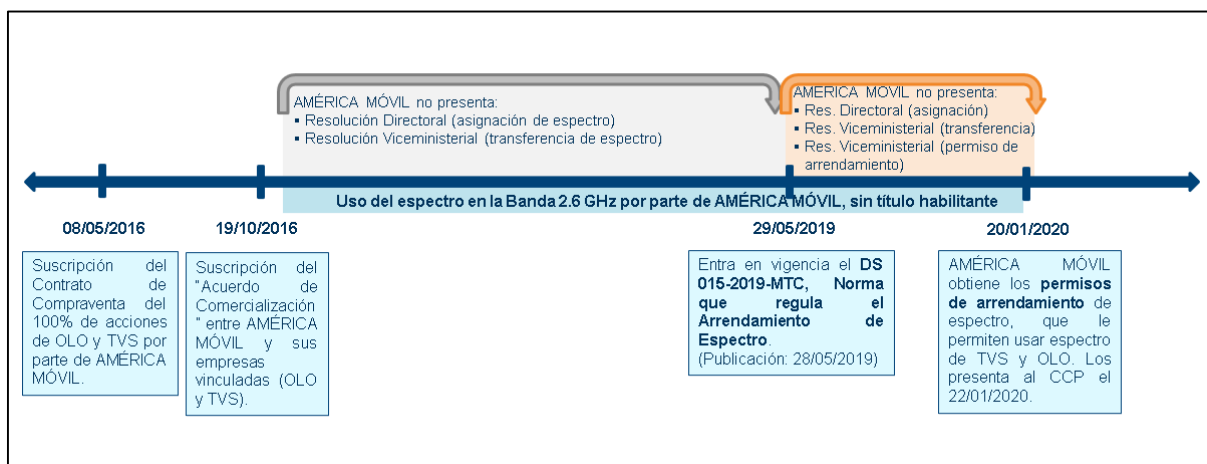 AMÉRICA MÓVIL no presenta:
▪ Resolución Directoral (asignación de espectro)
▪ Resolución Viceministerial (transferencia de espectro)
AMÉRICA MÓVIL no presenta:
▪ Res. Directoral (asignación)
▪ Res. Viceministerial (transferencia)
▪ Res. Viceministerial (permiso de
arrendamiento)
Uso del espectro en la Banda 2.6 GHz por parte de AMÉRICA MÓVIL, sin título habilitante
08/05/2016
19/10/2016
29/05/2019
20/01/2020
Suscripción del
Contrato de
Compraventa del
100% de acciones
de OLO y TVS por
parte de AMÉRICA
MÓVIL.
Suscripción del
"Acuerdo de
Comercialización
" entre AMÉRICA
MÓVIL y sus
empresas
vinculadas (OLO
y TVS).
Entra en vigencia el DS
015-2019-MTC, Norma
que regula el
Arrendamiento de
Espectro.
(Publicación: 28/05/2019)
AMÉRICA MÓVIL
obtiene los permisos
de arrendamiento de
espectro, que le
permiten usar espectro
de TVS y OLO. Los
presenta al CCP el
22/01/2020.